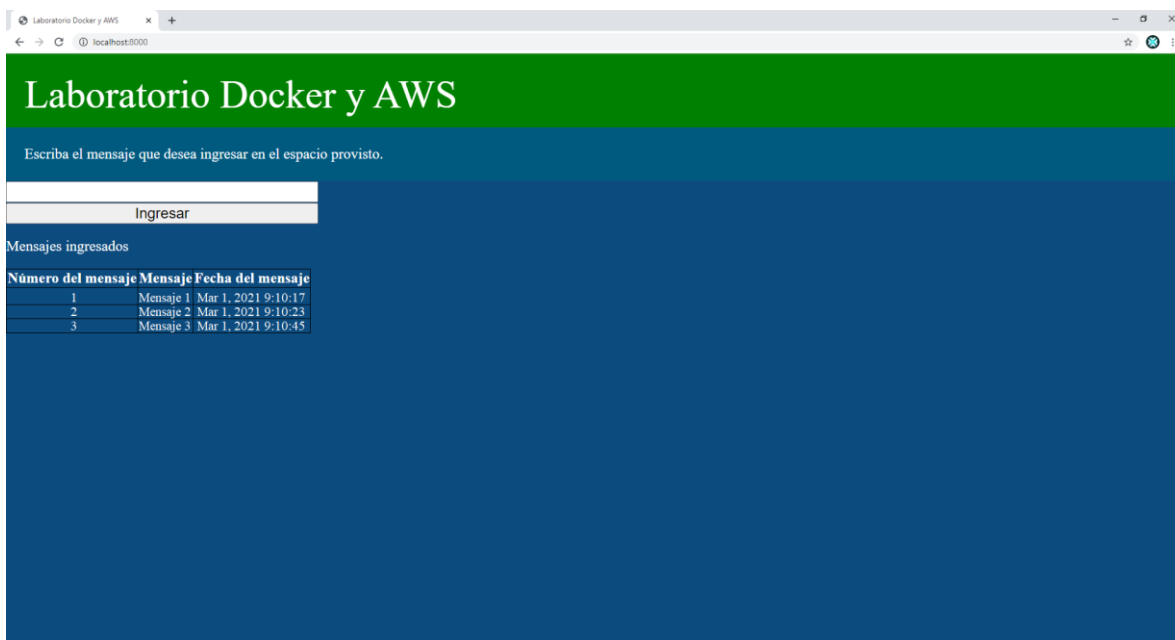 Laboratorio Docker y AWS
localhost:8000
Laboratorio Docker y AWS
Escriba el mensaje que desea ingresar en el espacio provisto.
Ingresar
Mensajes ingresados
Número del mensaje Mensaje Fecha del mensaje
1 Mensaje 1 Mar 1, 2021 9:10:17
2 Mensaje 2 Mar 1, 2021 9:10:23
3 Mensaje 3 Mar 1, 2021 9:10:45